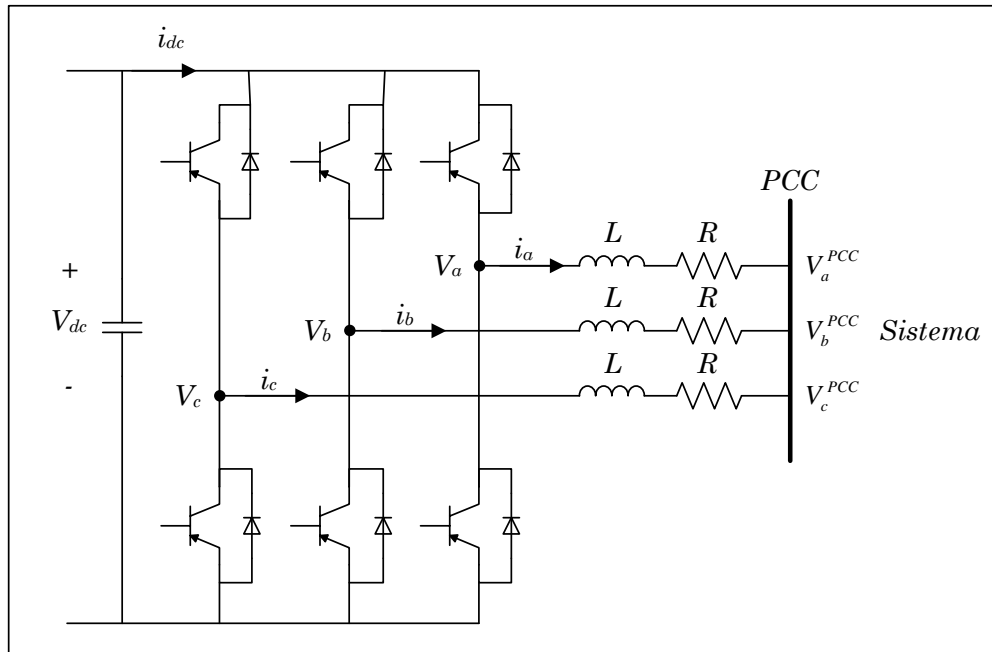 i_dc
PCC
L R
V_a i_a V_a^PCC
+
L R
V_dc V_b i_b V_b^PCC Sistema
L R
-
V_c i_c V_c^PCC